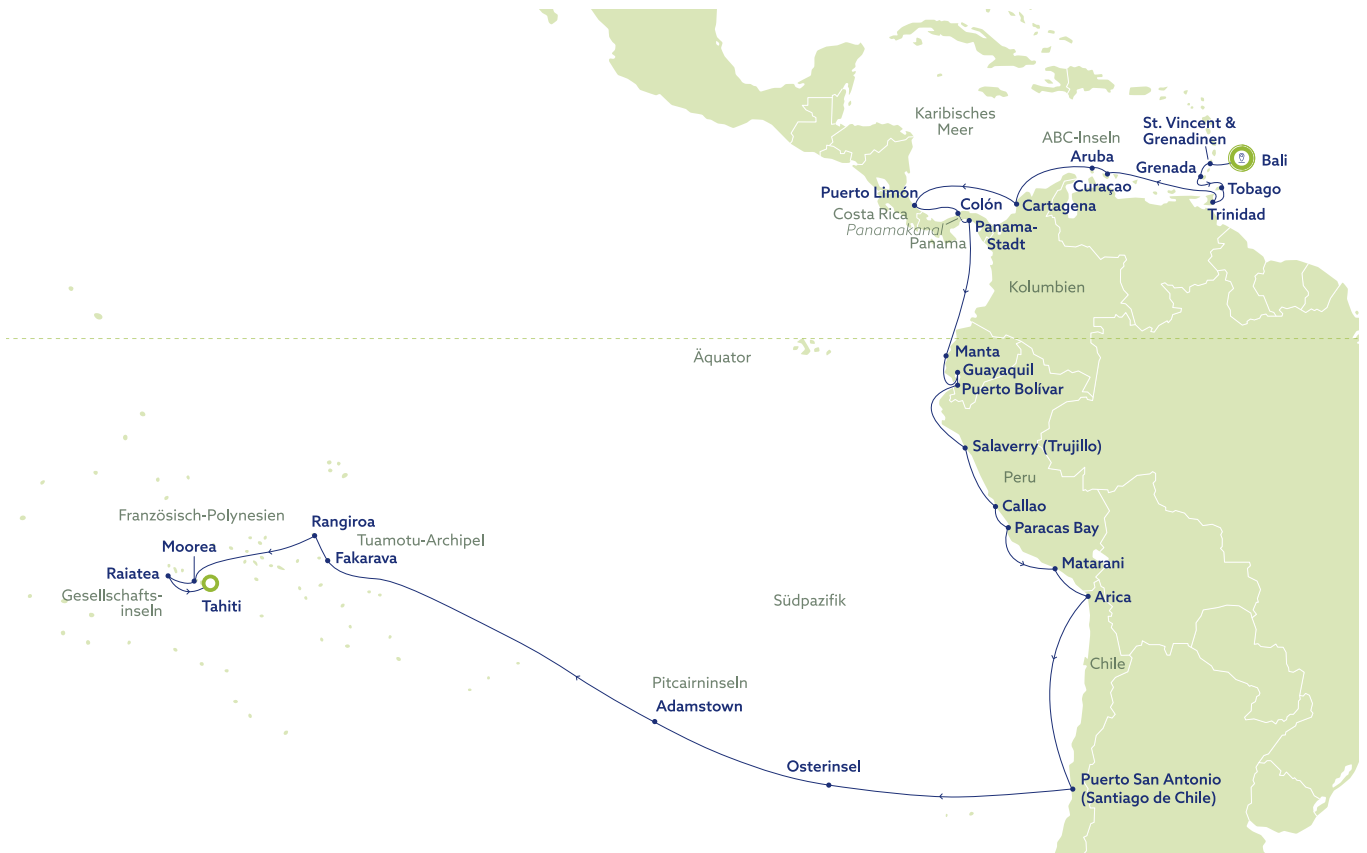 Karibisches
Meer
ABC-Inseln
St. Vincent &
Grenadinen
Bali
Aruba
Grenada
Curaçao
Tobago
Trinidad
Puerto Limón
Colón
Cartagena
Costa Rica
Panamakanal
Panama
Panama-
Stadt
Kolumbien
Äquator
Manta
Guayaquil
Puerto Bolívar
Salaverry (Trujillo)
Peru
Callao
Paracas Bay
Matarani
Arica
Französisch-Polynesien
Rangiroa
Tuamotu-Archipel
Moorea
Fakarava
Raiatea
Gesellschafts-
inseln
Tahiti
Südpazifik
Chile
Pitcairninseln
Adamstown
Osterinsel
Puerto San Antonio
(Santiago de Chile)